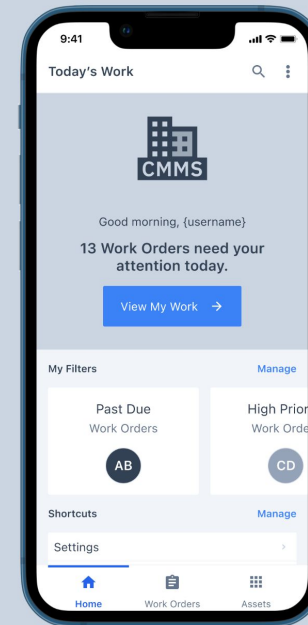 9:41
Today's Work
CMMS
Good morning, {username}
13 Work Orders need your
attention today.
View My Work →
My Filters Manage
Past Due High Prior
Work Orders Work Orde
AB CD
Shortcuts Manage
Settings
Home Work Orders Assets